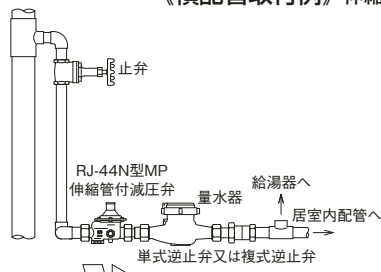 《横配管取付例》伸縮
止弁
RJ-44N型MP
伸縮管付減圧弁
量水器
給湯器へ
居室内配管へ
単式逆止弁又は複式逆止弁